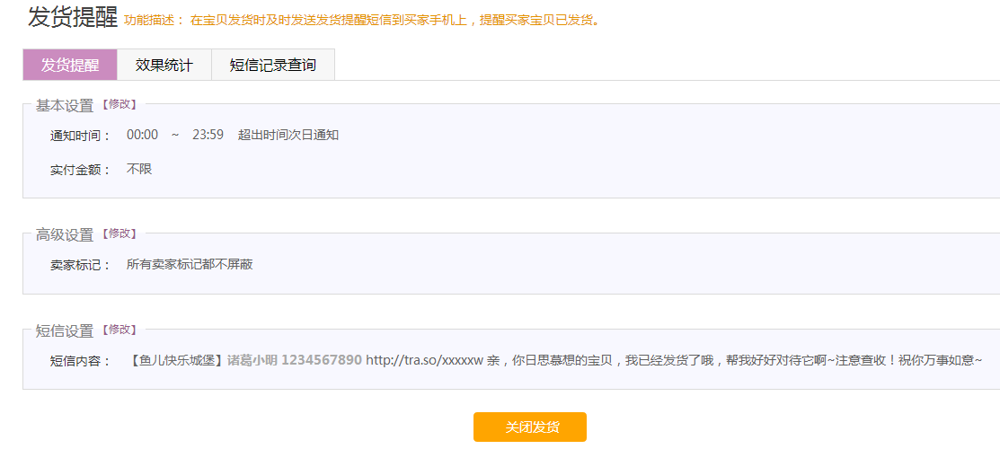 发货提醒 功能描述： 在宝贝发货时及时发送发货提醒短信到买家手机上，提醒买家宝贝已发货。
发货提醒 效果统计 短信记录查询
基本设置 【修改】
通知时间： 00:00 ~ 23:59 超出时间次日通知
实付金额： 不限
高级设置 【修改】
卖家标记： 所有卖家标记都不屏蔽
短信设置 【修改】
短信内容： 【鱼儿快乐城堡】诸葛小明 1234567890 http://tra.so/xxxxxw 亲，你日思慕想的宝贝，我已经发货了哦，帮我好好对待它啊~注意查收！祝你万事如意~
关闭发货